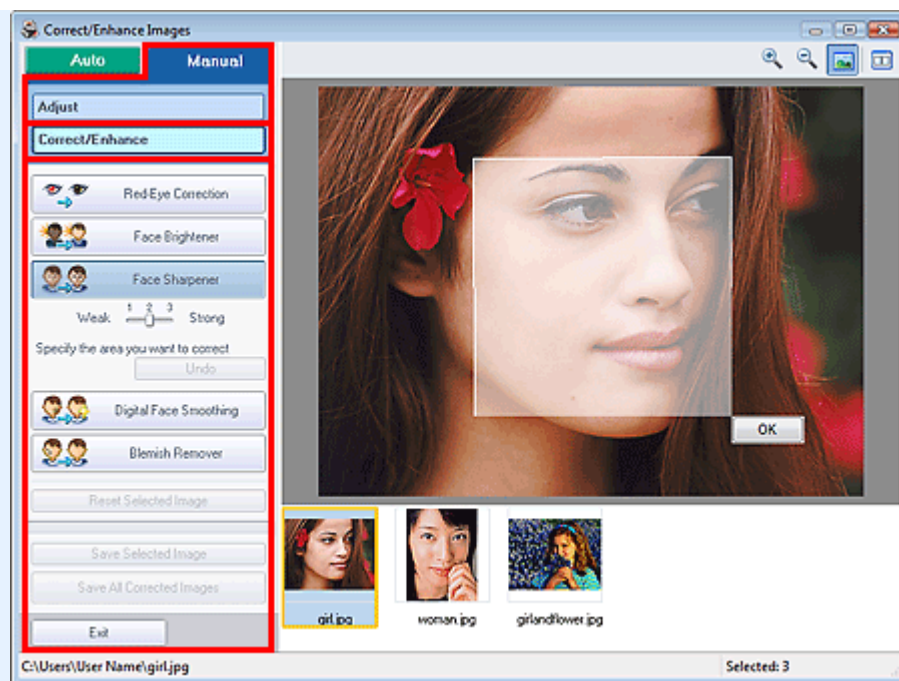 Correct/Enhance Images
Auto
Manual
Adjust
Correct/Enhance
Red-Eye Correction
Face Brightener
Face Sharpener
1 2 3
Weak Strong
Specify the area you want to correct
Undo
Digital Face Smoothing
Blemish Remover
Reset Selected Image
Save Selected Image
Save All Corrected Images
Exit
OK
girl.jpg
woman.jpg
girlandflower.jpg
C:\Users\User Name\girl.jpg
Selected: 3